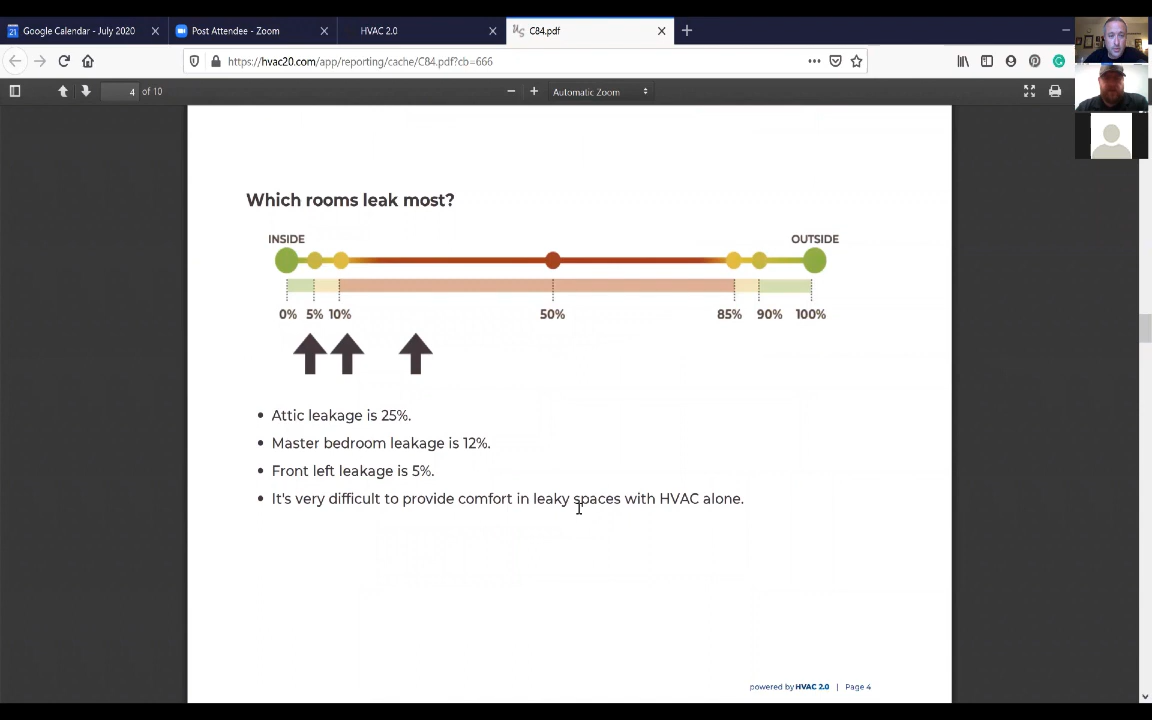 Google Calendar - July 2020
Post Attendee - Zoom
HVAC 2.0
C84.pdf
21
https://hvac20.com/app/reporting/cache/C84.pdf?cb=666
4 of 10
Automatic Zoom
Which rooms leak most?
INSIDE OUTSIDE
0% 5% 10% 50% 85% 90% 100%
• Attic leakage is 25%.
• Master bedroom leakage is 12%.
• Front left leakage is 5%.
• It's very difficult to provide comfort in leaky spaces with HVAC alone.
powered by HVAC 2.0 | Page 4